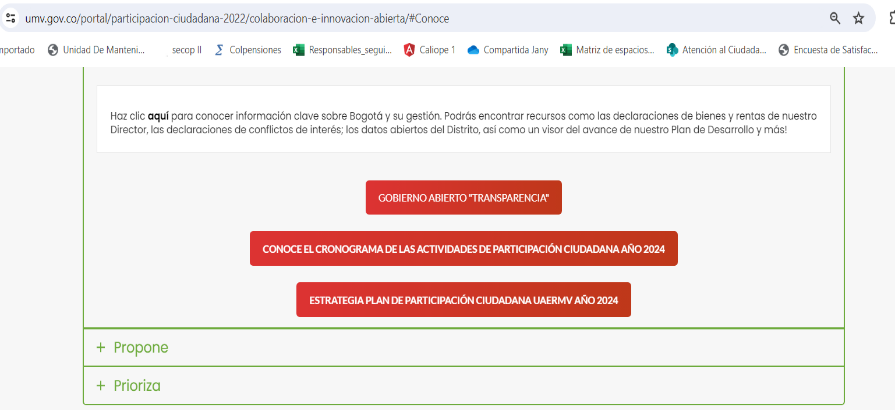 umv.gov.co/portal/participacion-ciudadana-2022/colaboracion-e-innovacion-abierta/#Conoce
mportado Unidad De Manteni... secop II Colpensiones Responsables_segui... Caliope 1 Compartida Jany Matriz de espacios... Atención al Ciudada... Encuesta de Satisfac...
Haz clic aquí para conocer información clave sobre Bogotá y su gestión. Podrás encontrar recursos como las declaraciones de bienes y rentas de nuestro
Director, las declaraciones de conflictos de interés; los datos abiertos del Distrito, así como un visor del avance de nuestro Plan de Desarrollo y más!
GOBIERNO ABIERTO "TRANSPARENCIA"
CONOCE EL CRONOGRAMA DE LAS ACTIVIDADES DE PARTICIPACIÓN CIUDADANA AÑO 2024
ESTRATEGIA PLAN DE PARTICIPACIÓN CIUDADANA UAERMV AÑO 2024
+ Propone
+ Prioriza